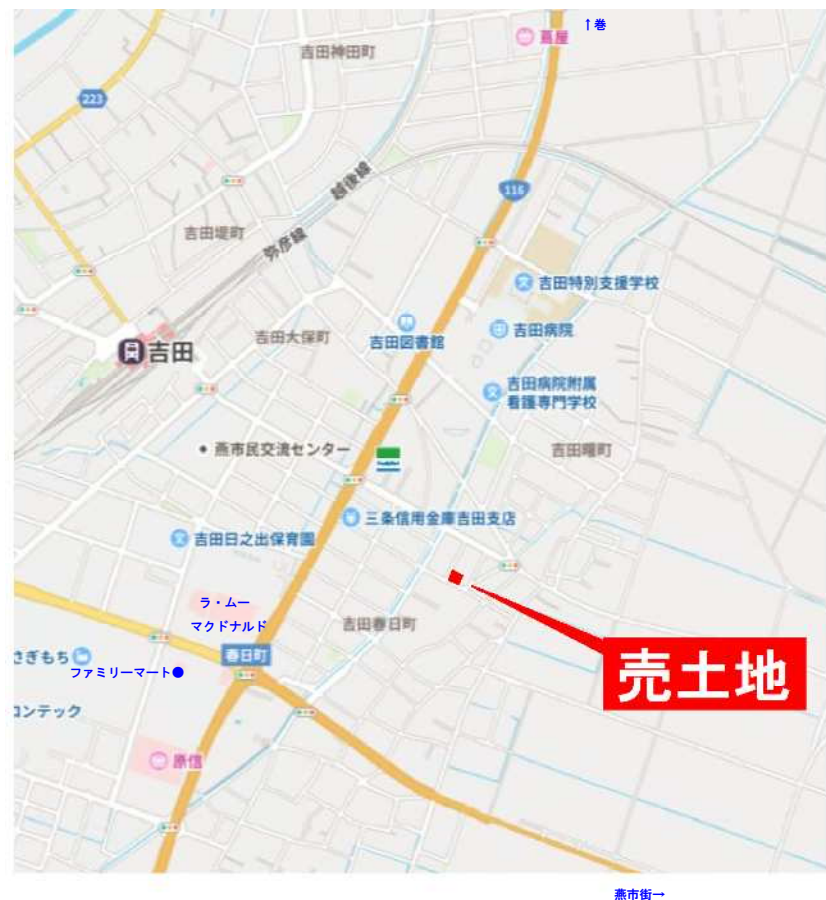 ↑巻
蔦屋
吉田神田町
223
越後線
116
吉田堤町
弥彦線
吉田特別支援学校
吉田大保町
吉田図書館
吉田病院
吉田
吉田病院附属
看護専門学校
燕市民交流センター
吉田曙町
FamilyMart
三条信用金庫吉田支店
吉田日之出保育園
ラ・ムー
マクドナルド
吉田春日町
春日町
さぎもち
ファミリーマート●
売土地
コンテック
原信
燕市街→